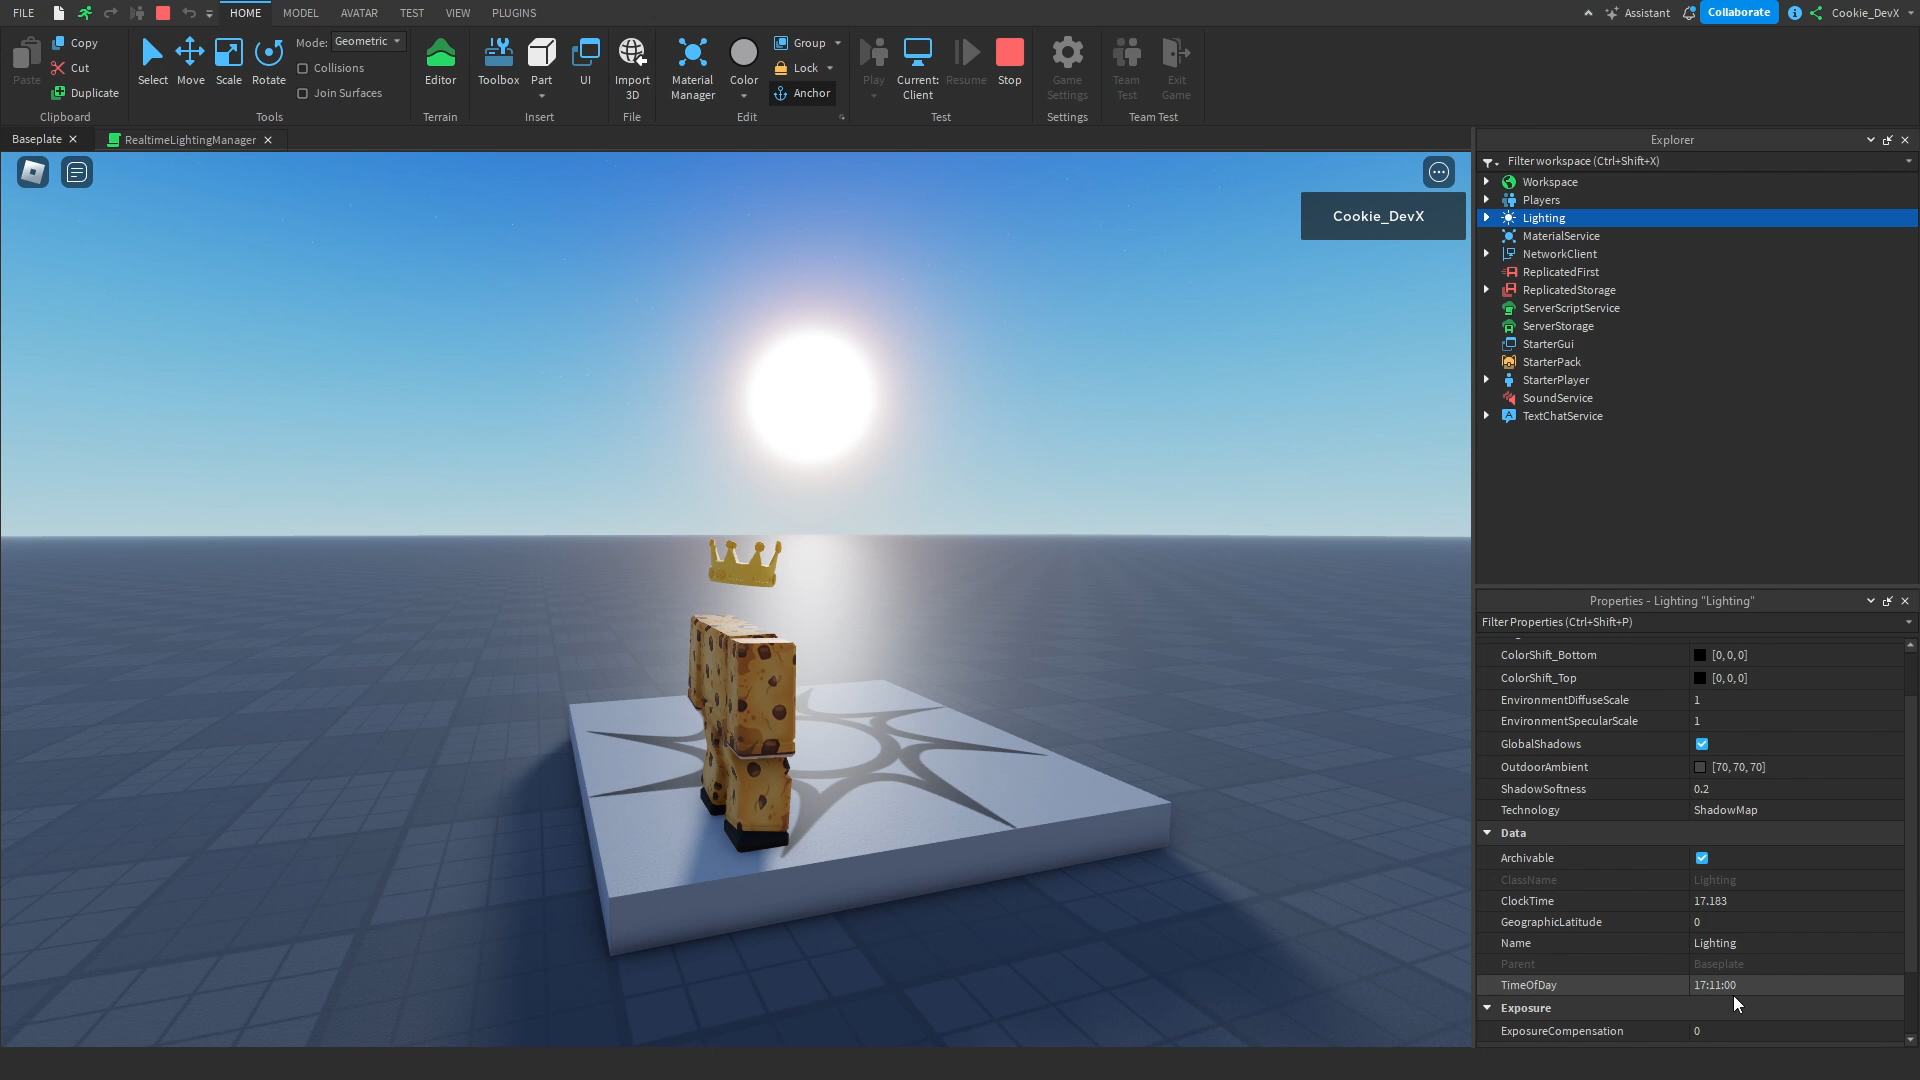 FILE HOME MODEL AVATAR TEST VIEW PLUGINS Assistant Collaborate Cookie_DevX
Paste Copy Cut Duplicate
Clipboard
Select Move Scale Rotate Mode: Geometric
Collisions
Join Surfaces
Tools
Editor
Terrain
Toolbox Part UI
Insert
Import 3D
File
Material Manager Color Group Lock Anchor
Edit
Play Current: Client Resume Stop
Test
Game Settings
Settings
Team Test Exit Game
Team Test
Baseplate RealtimeLightingManager
Cookie_DevX
Explorer
Filter workspace (Ctrl+Shift+X)
Workspace
Players
Lighting
MaterialService
NetworkClient
ReplicatedFirst
ReplicatedStorage
ServerScriptService
ServerStorage
StarterGui
StarterPack
StarterPlayer
SoundService
TextChatService
Properties - Lighting "Lighting"
Filter Properties (Ctrl+Shift+P)
ColorShift_Bottom [0, 0, 0]
ColorShift_Top [0, 0, 0]
EnvironmentDiffuseScale 1
EnvironmentSpecularScale 1
GlobalShadows
OutdoorAmbient [70, 70, 70]
ShadowSoftness 0.2
Technology ShadowMap
Data
Archivable
ClassName Lighting
ClockTime 17.183
GeographicLatitude 0
Name Lighting
Parent Baseplate
TimeOfDay 17:11:00
Exposure
ExposureCompensation 0